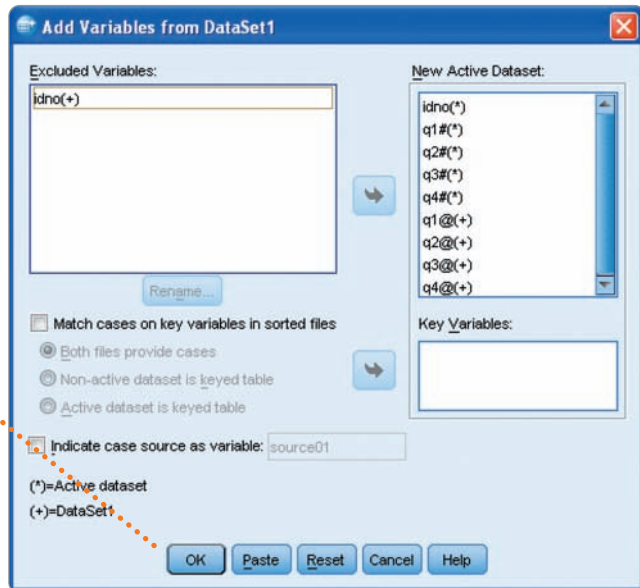 Add Variables from DataSet1
Excluded Variables:
idno(+)
Rename...
Match cases on key variables in sorted files
Both files provide cases
Non-active dataset is keyed table
Active dataset is keyed table
Indicate case source as variable: source01
(*)=Active dataset
(+)=DataSet1
New Active Dataset:
idno(*)
q1#(*)
q2#(*)
q3#(*)
q4#(*)
q1@(+)
q2@(+)
q3@(+)
q4@(+)
Key Variables:
OK Paste Reset Cancel Help